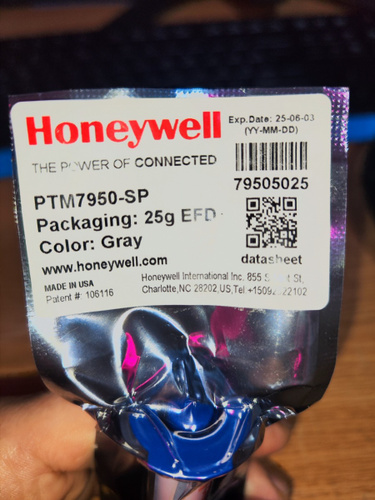 Honeywell
THE POWER OF CONNECTED
Exp.Date: 25-06-03
(YY-MM-DD)
79505025
PTM7950-SP
Packaging: 25g EFD
Color: Gray
www.honeywell.com
datasheet
MADE IN USA
Patent #: 106116
Honeywell International Inc. 855 St,
Charlotte,NC 28202,US,Tel